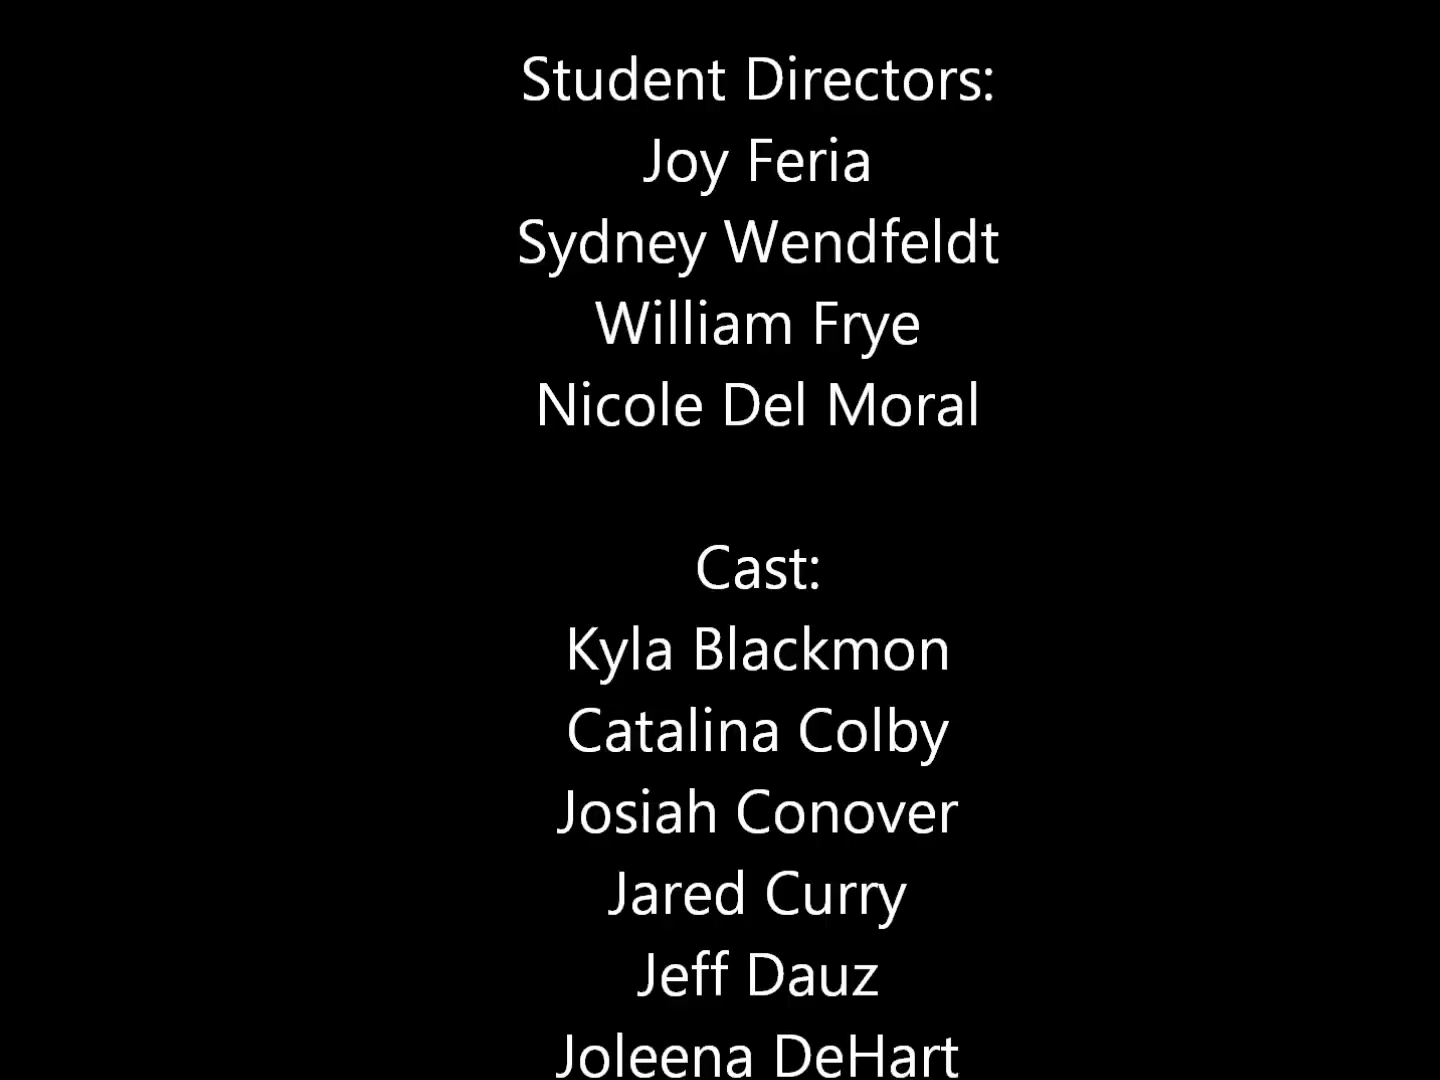 Student Directors:
Joy Feria
Sydney Wendfeldt
William Frye
Nicole Del Moral
Cast:
Kyla Blackmon
Catalina Colby
Josiah Conover
Jared Curry
Jeff Dauz
Joleena DeHart